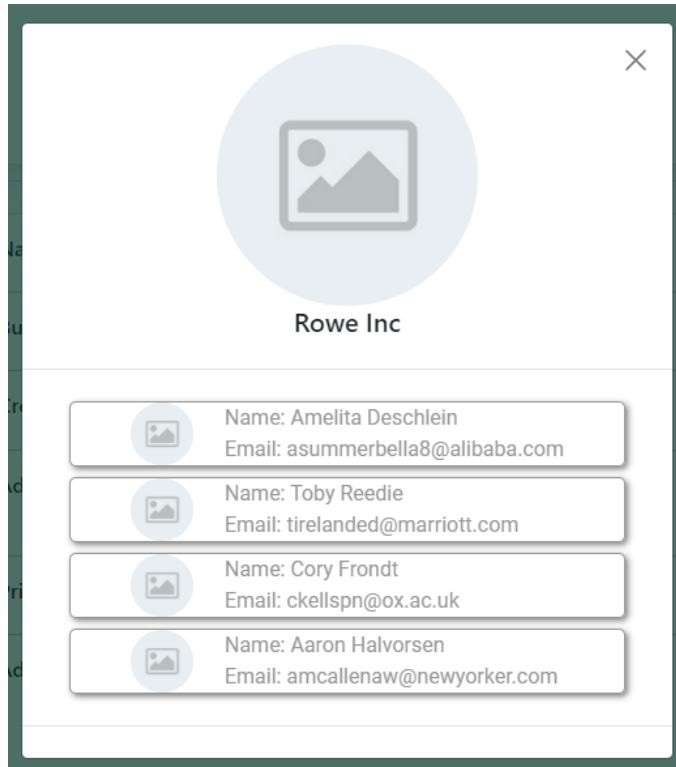 Rowe Inc
Name: Amelita Deschlein
Email: asummerbella8@alibaba.com
Name: Toby Reedie
Email: tirelanded@marriott.com
Name: Cory Frondt
Email: ckellspn@ox.ac.uk
Name: Aaron Halvorsen
Email: amcallenaw@newyorker.com